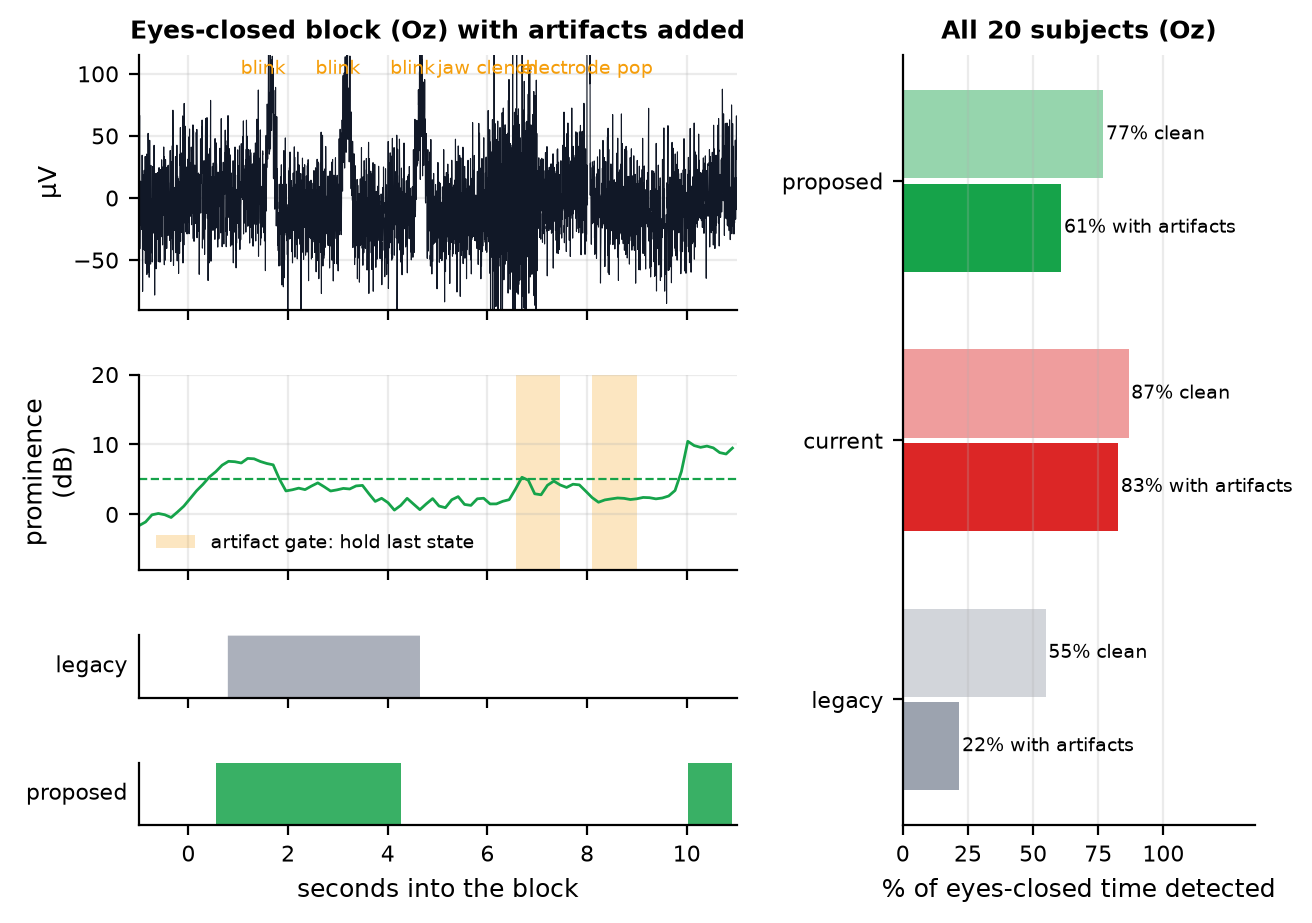 Eyes-closed block (Oz) with artifacts added
blink
blink
blink
jaw clench
electrode pop
100
50
0
−50
µV
20
10
0
prominence
(dB)
artifact gate: hold last state
legacy
proposed
0
2
4
6
8
10
seconds into the block
All 20 subjects (Oz)
proposed
77% clean
61% with artifacts
current
87% clean
83% with artifacts
legacy
55% clean
22% with artifacts
0
25
50
75
100
% of eyes-closed time detected